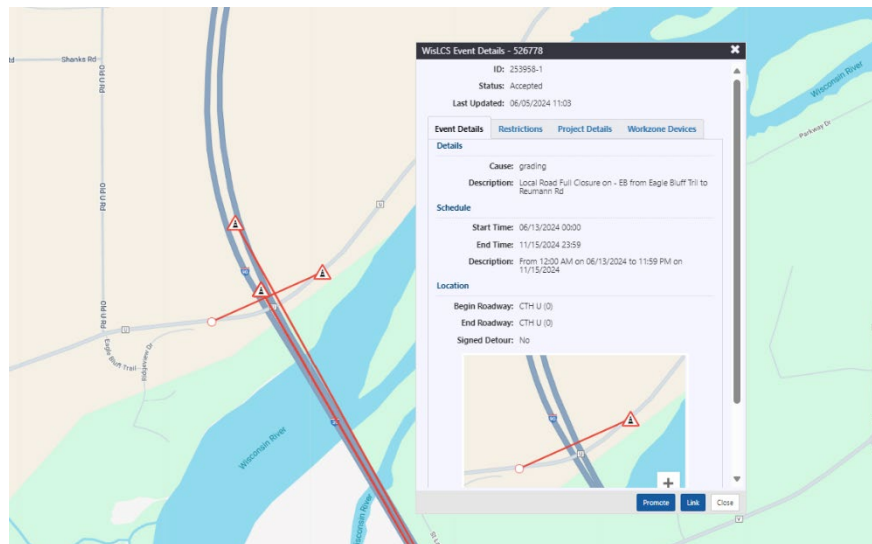 WisLCS Event Details - 526778
ID: 253958-1
Status: Accepted
Last Updated: 06/05/2024 11:03
Event Details Restrictions Project Details Workzone Devices
Details
Cause: grading
Description: Local Road Full Closure on - EB from Eagle Bluff Trll to
Reumann Rd
Schedule
Start Time: 06/13/2024 00:00
End Time: 11/15/2024 23:59
Description: From 12:00 AM on 06/13/2024 to 11:59 PM on
11/15/2024
Location
Begin Roadway: CTH U (0)
End Roadway: CTH U (0)
Signed Detour: No
U
+
Promote Link Close
Shanks Rd
Old U Rd
Old U Rd
U
Old U Rd
U
Eagle Bluff Trail
Ridgeview Dr
Wisconsin River
Wisconsin River
Wisconsin River
Parkway Dr
U